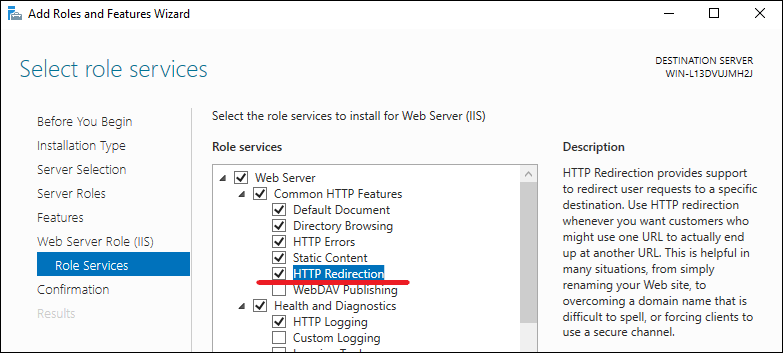 Add Roles and Features Wizard
Select role services
DESTINATION SERVER
WIN-L13DVUJMH2J
Before You Begin
Installation Type
Server Selection
Server Roles
Features
Web Server Role (IIS)
Role Services
Confirmation
Results
Select the role services to install for Web Server (IIS)
Role services
Web Server
Common HTTP Features
Default Document
Directory Browsing
HTTP Errors
Static Content
HTTP Redirection
WebDAV Publishing
Health and Diagnostics
HTTP Logging
Custom Logging
Description
HTTP Redirection provides support
to redirect user requests to a specific
destination. Use HTTP redirection
whenever you want customers who
might use one URL to actually end
up at another URL. This is helpful in
many situations, from simply
renaming your Web site, to
overcoming a domain name that is
difficult to spell, or forcing clients to
use a secure channel.